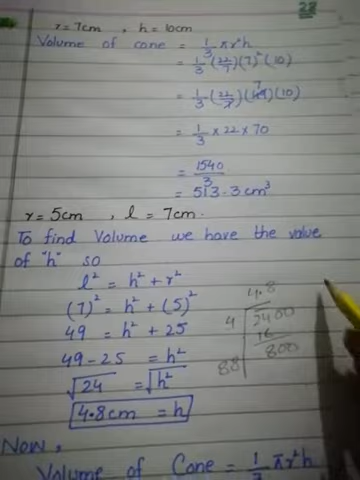 28
r = 7cm , h = 10cm
Volume of cone = 1/3 πr²h
= 1/3 (22/7)(7)²(10)
= 1/3 (22/7)(49)(10)
7
= 1/3 × 22 × 70
= 1540/3
= 513.3cm³
r = 5cm , l = 7cm.
To find Volume we have the value
of "h" so
l² = h² + r²
(7)² = h² + (5)²
49 = h² + 25
49 - 25 = h²
√24 = √h²
4.8cm = h
4.8
4 2400
16
88 800
Now,
Volume of Cone = 1/3 πr²h